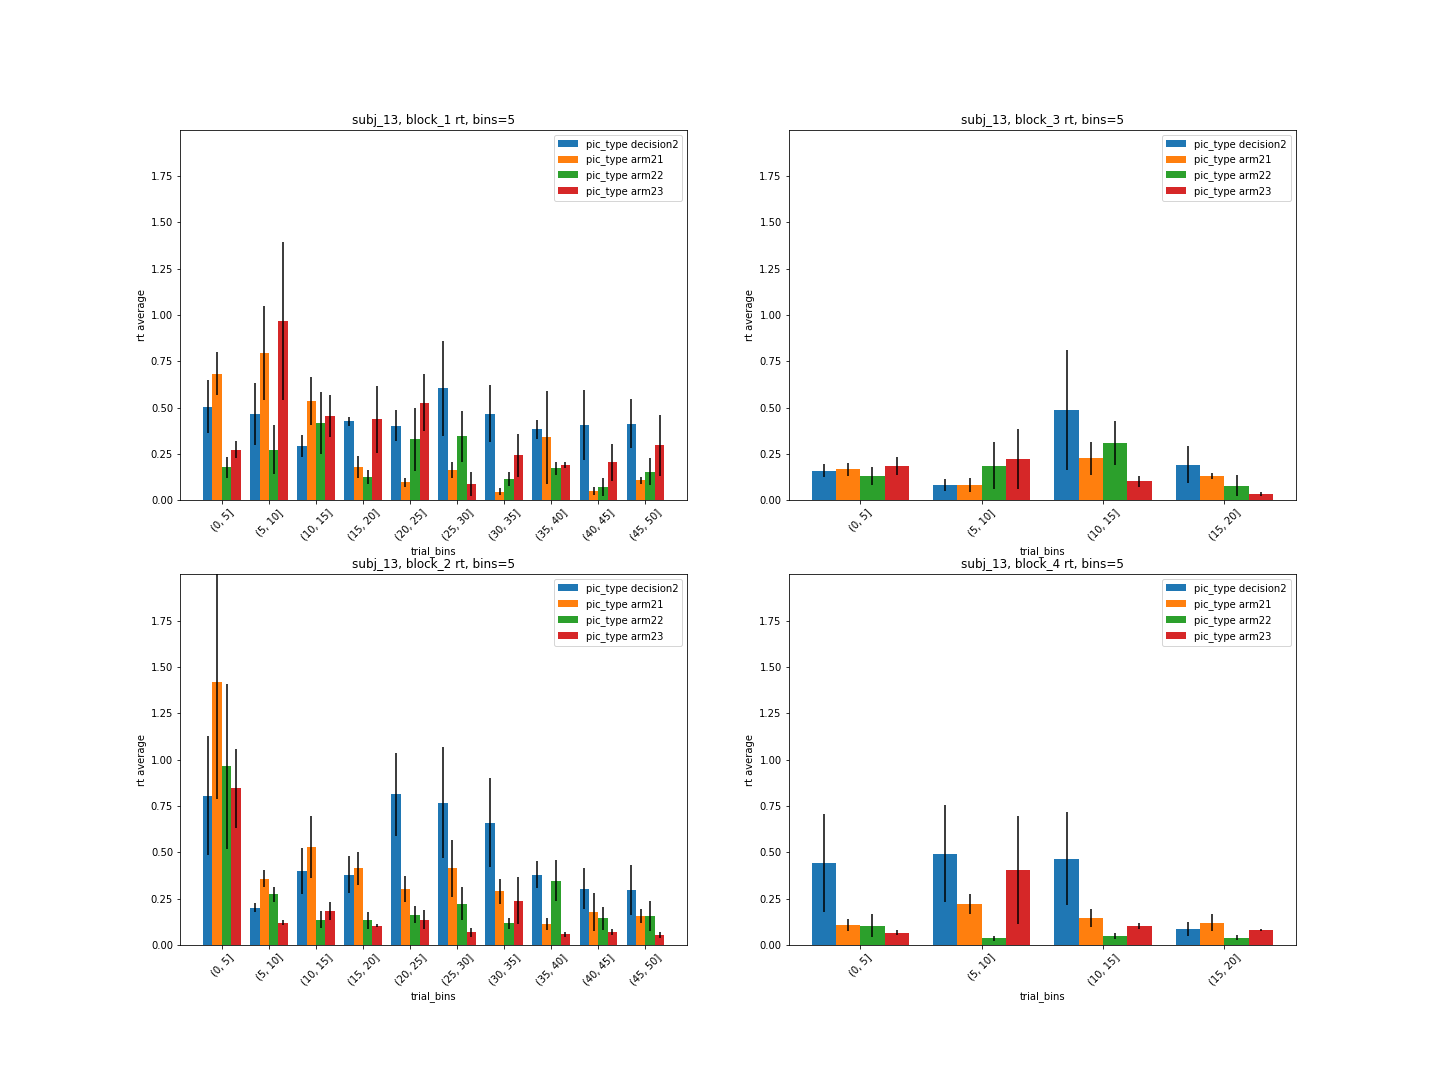 subj_13, block_1 rt, bins=5
pic_type decision2
pic_type arm21
pic_type arm22
pic_type arm23
1.75
1.50
1.25
1.00
0.75
0.50
0.25
0.00
rt average
(0, 5]
(5, 10]
(10, 15]
(15, 20]
(20, 25]
(25, 30]
(30, 35]
(35, 40]
(40, 45]
(45, 50]
trial_bins
subj_13, block_3 rt, bins=5
pic_type decision2
pic_type arm21
pic_type arm22
pic_type arm23
1.75
1.50
1.25
1.00
0.75
0.50
0.25
0.00
rt average
(0, 5]
(5, 10]
(10, 15]
(15, 20]
trial_bins
subj_13, block_2 rt, bins=5
pic_type decision2
pic_type arm21
pic_type arm22
pic_type arm23
1.75
1.50
1.25
1.00
0.75
0.50
0.25
0.00
rt average
(0, 5]
(5, 10]
(10, 15]
(15, 20]
(20, 25]
(25, 30]
(30, 35]
(35, 40]
(40, 45]
(45, 50]
trial_bins
subj_13, block_4 rt, bins=5
pic_type decision2
pic_type arm21
pic_type arm22
pic_type arm23
1.75
1.50
1.25
1.00
0.75
0.50
0.25
0.00
rt average
(0, 5]
(5, 10]
(10, 15]
(15, 20]
trial_bins